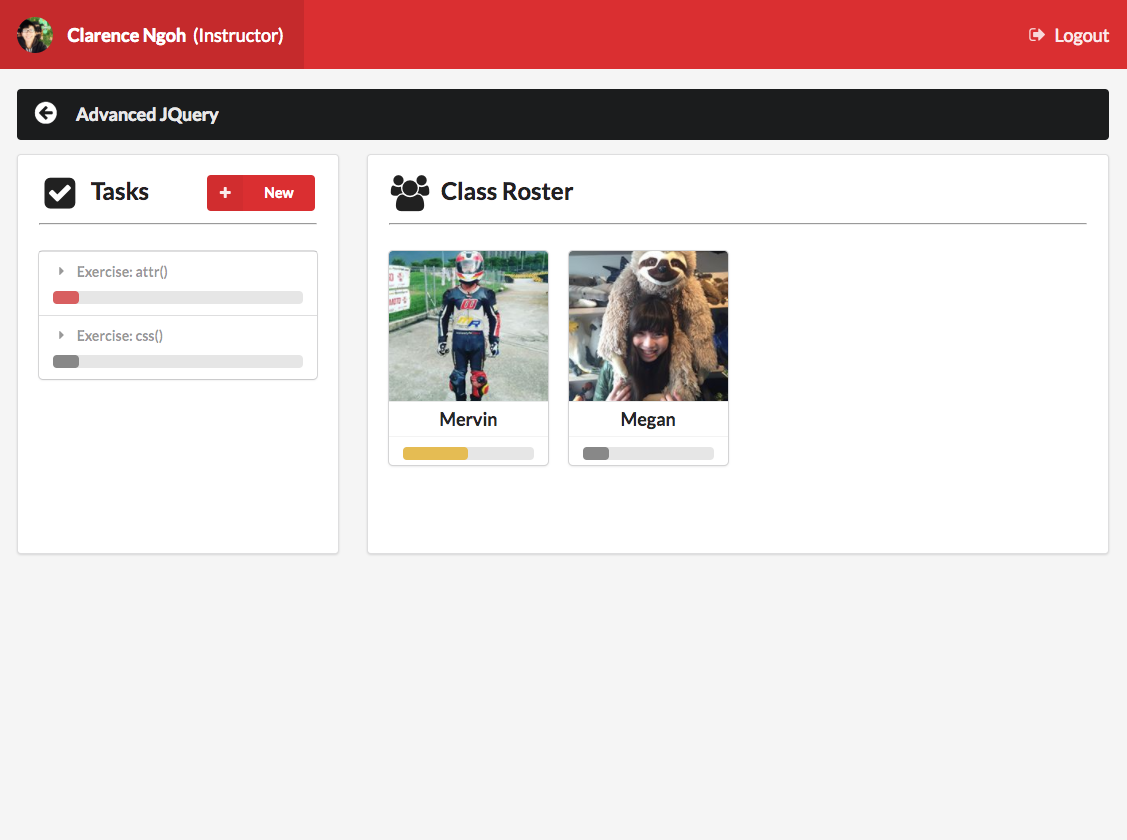 Clarence Ngoh (Instructor)
Logout
Advanced JQuery
Tasks
New
Class Roster
Exercise: attr()
Exercise: css()
Mervin
Megan